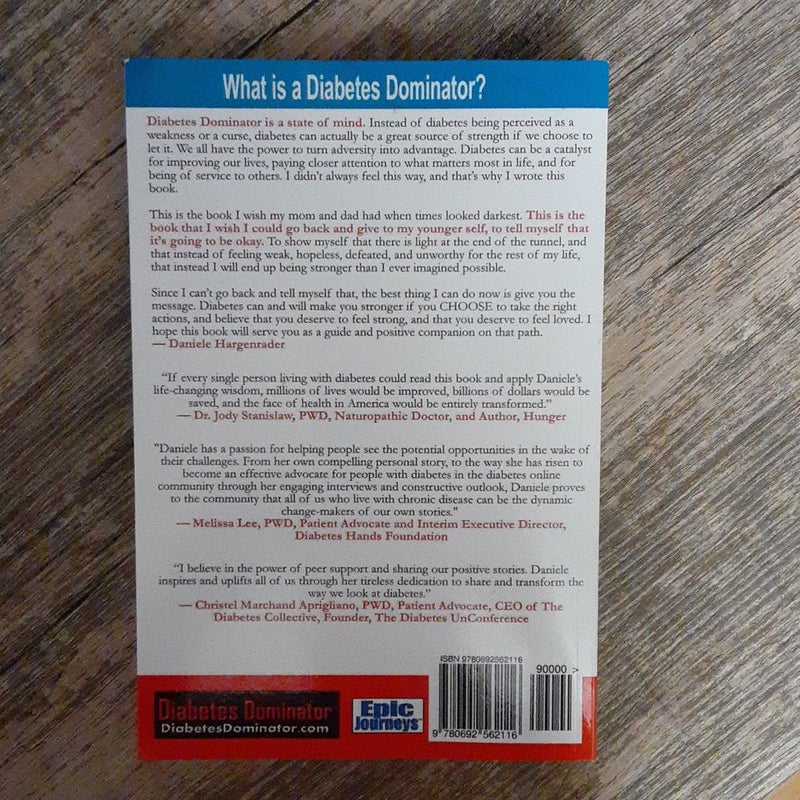 What is a Diabetes Dominator?
Diabetes Dominator is a state of mind. Instead of diabetes being perceived as a
weakness or a curse, diabetes can actually be a great source of strength if we choose to
let it. We all have the power to turn adversity into advantage. Diabetes can be a catalyst
for improving our lives, paying closer attention to what matters most in life, and for
being of service to others. I didn't always feel this way, and that's why I wrote this
book.
This is the book I wish my mom and dad had when times looked darkest. This is the
book that I wish I could go back and give to my younger self, to tell myself that
it's going to be okay. To show myself that there is light at the end of the tunnel, and
that instead of feeling weak, hopeless, defeated, and unworthy for the rest of my life,
that instead I will end up being stronger than I ever imagined possible.
Since I can't go back and tell myself that, the best thing I can do now is give you the
message. Diabetes can and will make you stronger if you CHOOSE to take the right
actions, and believe that you deserve to feel strong, and that you deserve to feel loved. I
hope this book will serve you as a guide and positive companion on that path.
— Daniele Hargenrader
"If every single person living with diabetes could read this book and apply Daniele's
life-changing wisdom, millions of lives would be improved, billions of dollars would be
saved, and the face of health in America would be entirely transformed."
— Dr. Jody Stanislaw, PWD, Naturopathic Doctor, and Author, Hunger
"Daniele has a passion for helping people see the potential opportunities in the wake of
their challenges. From her own compelling personal story, to the way she has risen to
become an effective advocate for people with diabetes in the diabetes online
community through her engaging interviews and constructive outlook, Daniele proves
to the community that all of us who live with chronic disease can be the dynamic
change-makers of our own stories."
— Melissa Lee, PWD, Patient Advocate and Interim Executive Director,
Diabetes Hands Foundation
"I believe in the power of peer support and sharing our positive stories. Daniele
inspires and uplifts all of us through her tireless dedication to share and transform the
way we look at diabetes."
— Christel Marchand Aprigliano, PWD, Patient Advocate, CEO of The
Diabetes Collective, Founder, The Diabetes UnConference
ISBN 9780692562116
90000 >
Diabetes Dominator
DiabetesDominator.com
Epic
Journeys™
9 780692 562116